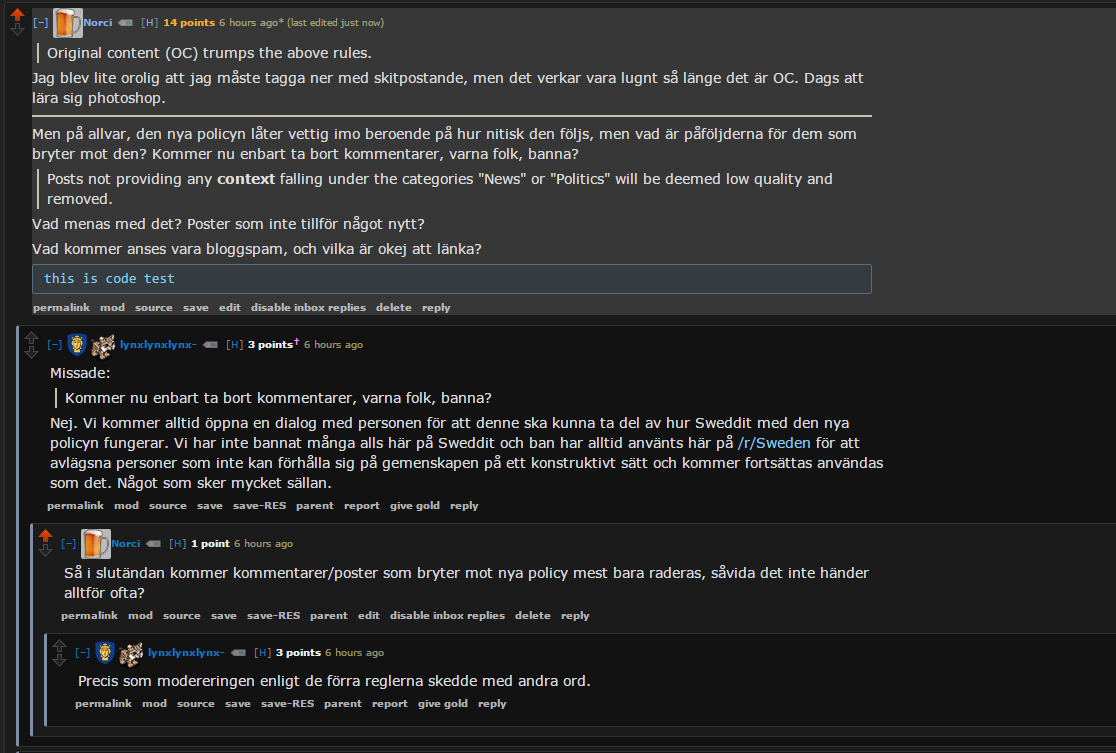 [–] Norci [H] 14 points 6 hours ago* (last edited just now)
Original content (OC) trumps the above rules.
Jag blev lite orolig att jag måste tagga ner med skitpostande, men det verkar vara lugnt så länge det är OC. Dags att
lära sig photoshop.
Men på allvar, den nya policyn låter vettig imo beroende på hur nitisk den följs, men vad är påföljderna för dem som
bryter mot den? Kommer nu enbart ta bort kommentarer, varna folk, banna?
Posts not providing any context falling under the categories "News" or "Politics" will be deemed low quality and
removed.
Vad menas med det? Poster som inte tillför något nytt?
Vad kommer anses vara bloggspam, och vilka är okej att länka?
this is code test
permalink mod source save edit disable inbox replies delete reply
[–] lynxlynxlynx- [H] 3 points† 6 hours ago
Missade:
Kommer nu enbart ta bort kommentarer, varna folk, banna?
Nej. Vi kommer alltid öppna en dialog med personen för att denne ska kunna ta del av hur Sweddit med den nya
policyn fungerar. Vi har inte bannat många alls här på Sweddit och ban har alltid använts här på /r/Sweden för att
avlägsna personer som inte kan förhålla sig på gemenskapen på ett konstruktivt sätt och kommer fortsättas användas
som det. Något som sker mycket sällan.
permalink mod source save save-RES parent report give gold reply
[–] Norci [H] 1 point 6 hours ago
Så i slutändan kommer kommentarer/poster som bryter mot nya policy mest bara raderas, såvida det inte händer
alltför ofta?
permalink mod source save save-RES parent edit disable inbox replies delete reply
[–] lynxlynxlynx- [H] 3 points 6 hours ago
Precis som modereringen enligt de förra reglerna skedde med andra ord.
permalink mod source save save-RES parent report give gold reply